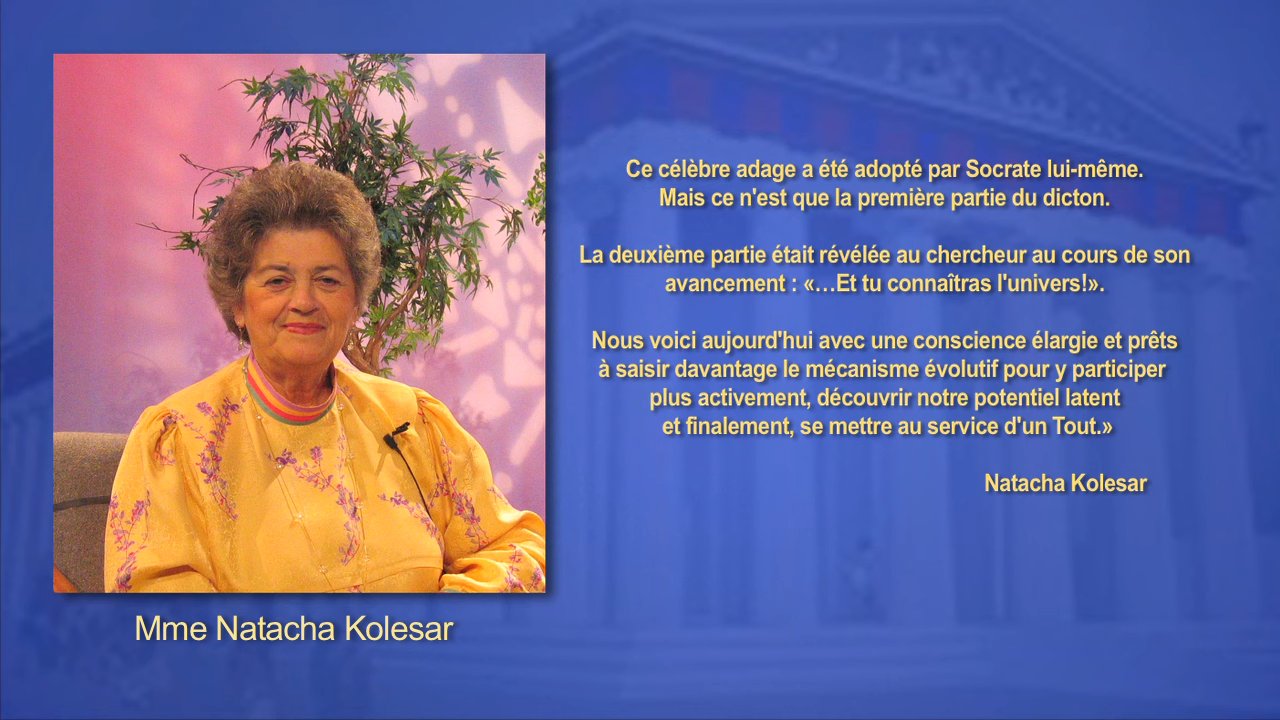 Ce célèbre adage a été adopté par Socrate lui-même.
Mais ce n'est que la première partie du dicton.
La deuxième partie était révélée au chercheur au cours de son
avancement : «…Et tu connaîtras l'univers!».
Nous voici aujourd'hui avec une conscience élargie et prêts
à saisir davantage le mécanisme évolutif pour y participer
plus activement, découvrir notre potentiel latent
et finalement, se mettre au service d'un Tout.»
Natacha Kolesar
Mme Natacha Kolesar